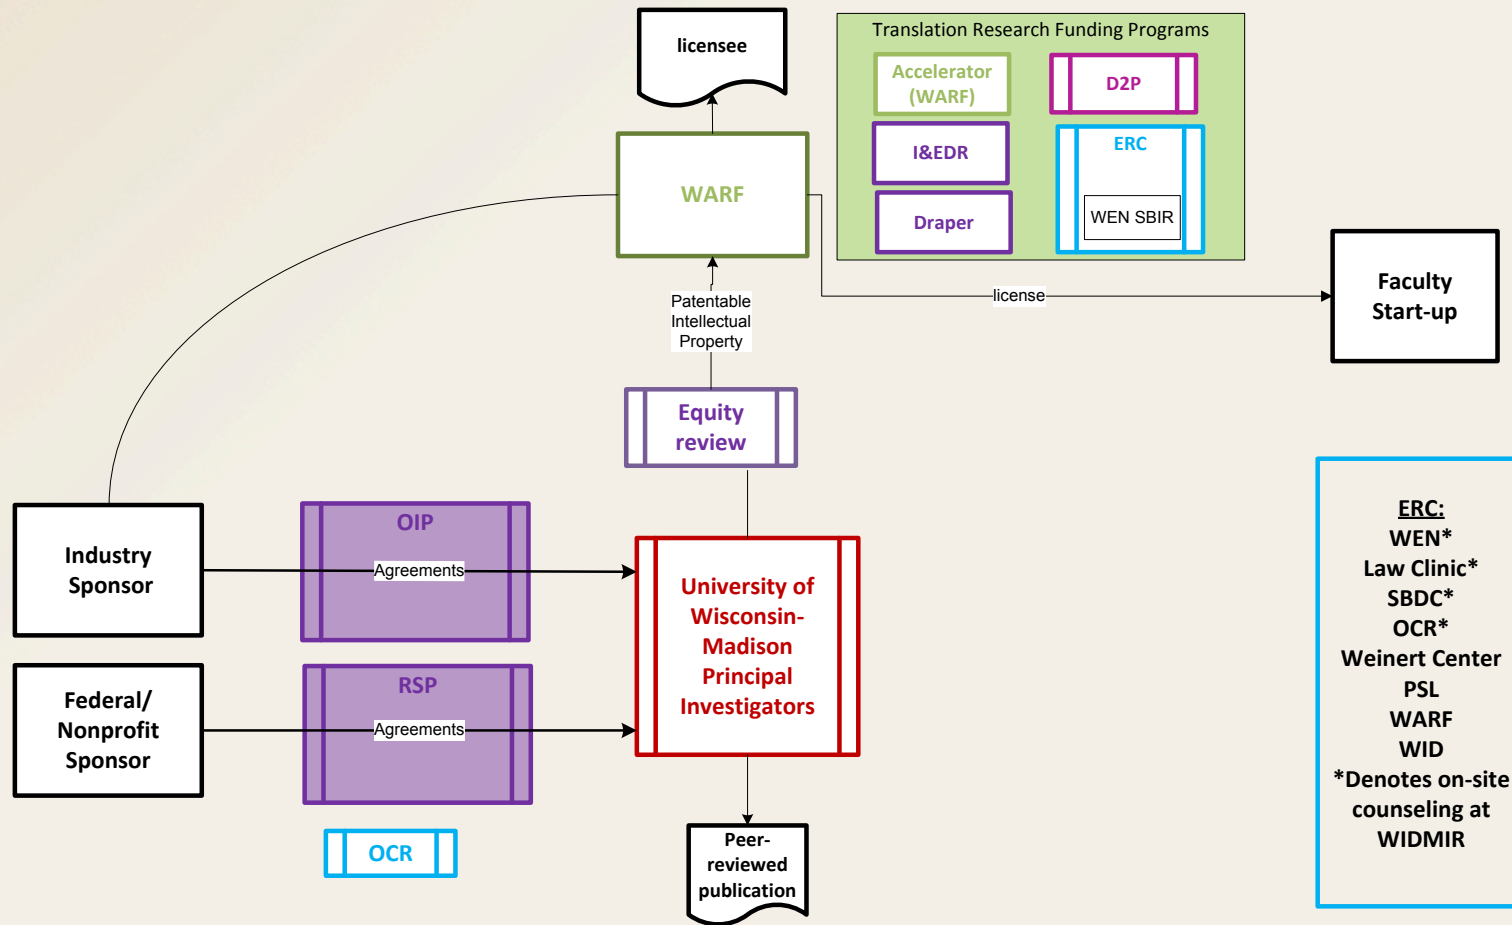 licensee
Translation Research Funding Programs
Accelerator
(WARF)
D2P
I&EDR
ERC
Draper
WEN SBIR
WARF
Patentable
Intellectual
Property
license
Faculty
Start-up
Equity
review
Industry
Sponsor
OIP
Agreements
University of
Wisconsin-
Madison
Principal
Investigators
Federal/
Nonprofit
Sponsor
RSP
Agreements
OCR
Peer-
reviewed
publication
ERC:
WEN*
Law Clinic*
SBDC*
OCR*
Weinert Center
PSL
WARF
WID
*Denotes on-site
counseling at
WIDMIR